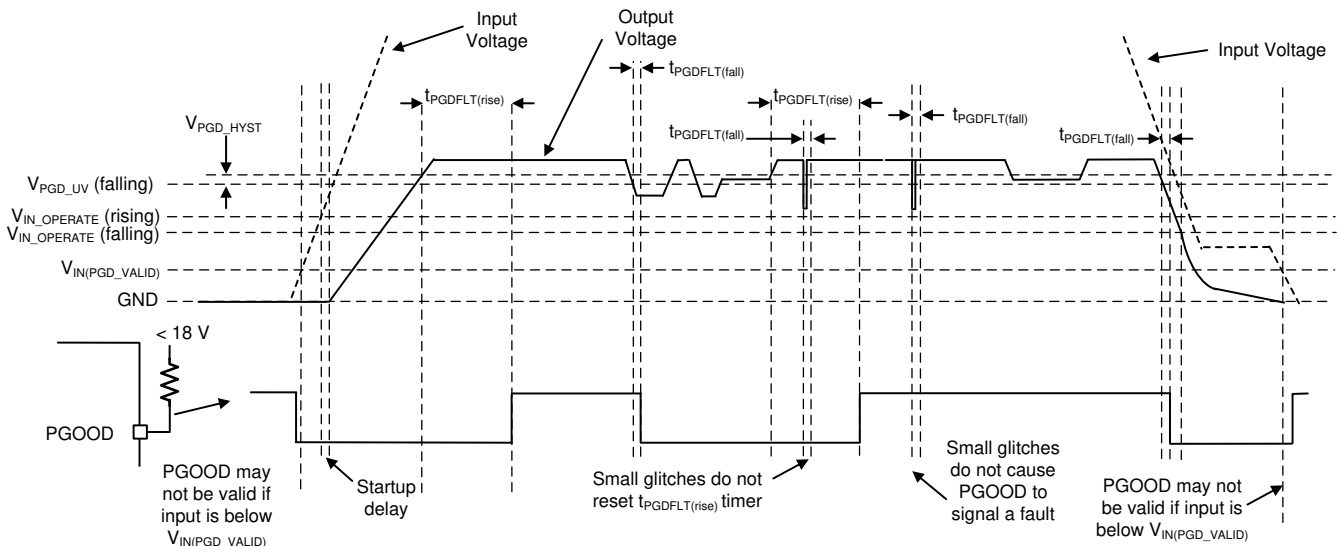 Input
Voltage
Output
Voltage
Input Voltage
tPGDFLT(fall)
tPGDFLT(rise)
tPGDFLT(rise)
tPGDFLT(fall)
tPGDFLT(fall)
tPGDFLT(fall)
VPGD_HYST
VPGD_UV (falling)
VIN_OPERATE (rising)
VIN_OPERATE (falling)
VIN(PGD_VALID)
GND
< 18 V
PGOOD
PGOOD may
not be valid if
input is below
VIN(PGD_VALID)
Startup
delay
Small glitches do not
reset tPGDFLT(rise) timer
Small glitches
do not cause
PGOOD to
signal a fault
PGOOD may not
be valid if input is
below VIN(PGD_VALID)